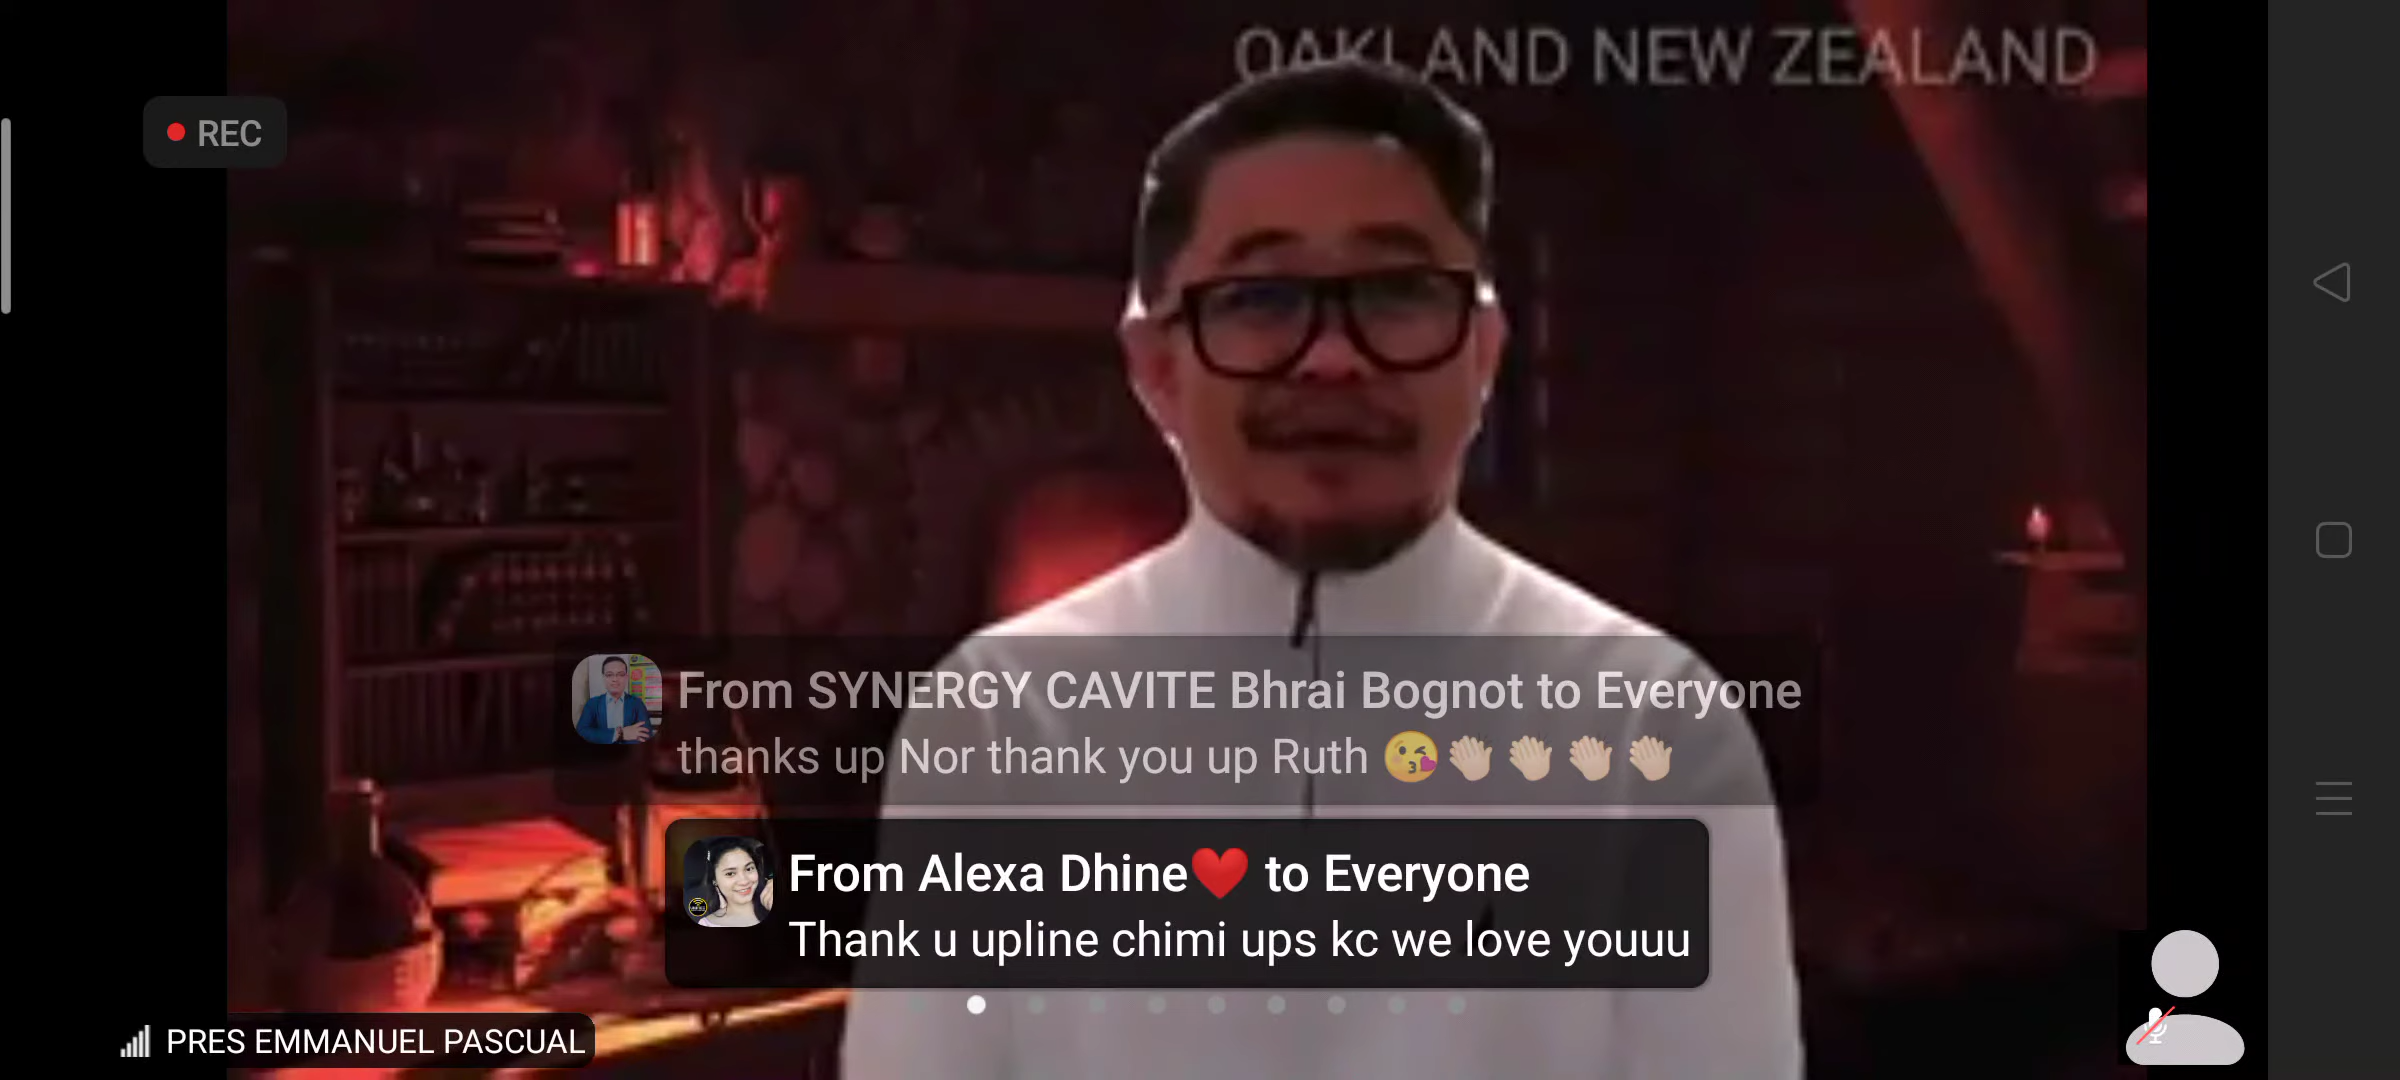 OAKLAND NEW ZEALAND
REC
From SYNERGY CAVITE Bhrai Bognot to Everyone
thanks up Nor thank you up Ruth 😘👏🏻👏🏻👏🏻👏🏻
From Alexa Dhine❤️ to Everyone
Thank u upline chimi ups kc we love youuu
PRES EMMANUEL PASCUAL